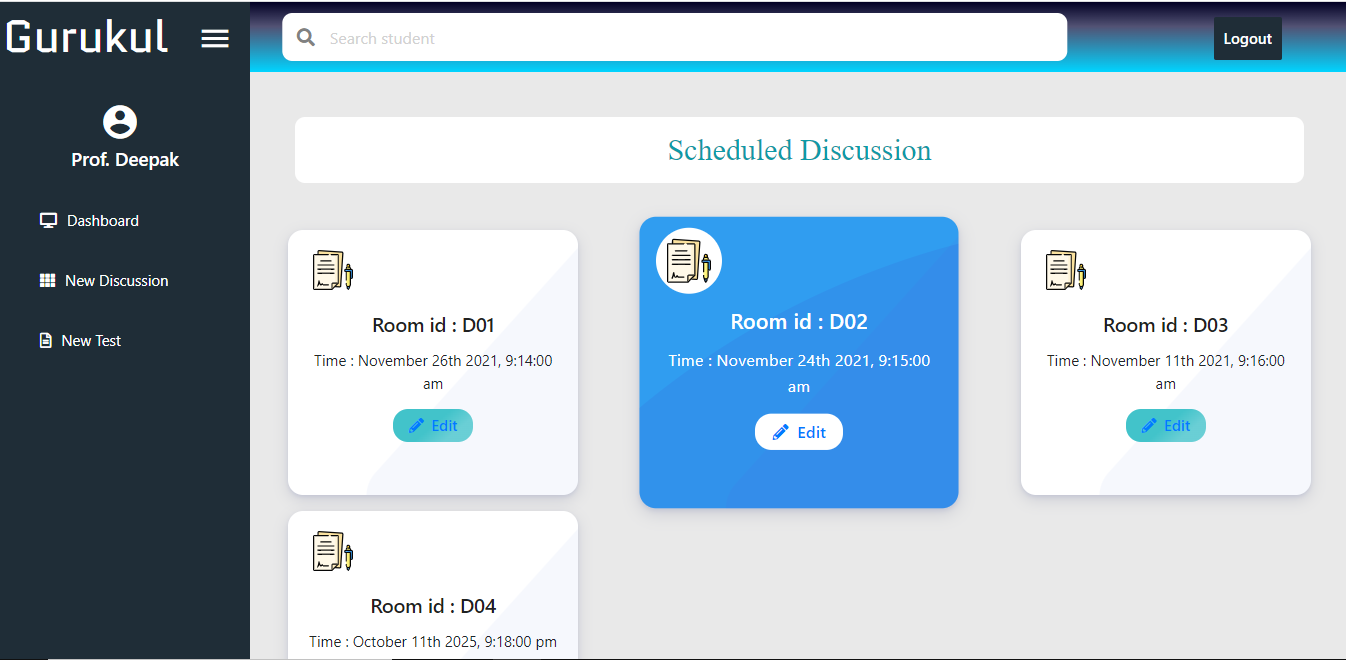 Gurukul
Search student
Logout
Prof. Deepak
Dashboard
New Discussion
New Test
Scheduled Discussion
Room id : D01
Time : November 26th 2021, 9:14:00
am
Edit
Room id : D02
Time : November 24th 2021, 9:15:00
am
Edit
Room id : D03
Time : November 11th 2021, 9:16:00
am
Edit
Room id : D04
Time : October 11th 2025, 9:18:00 pm